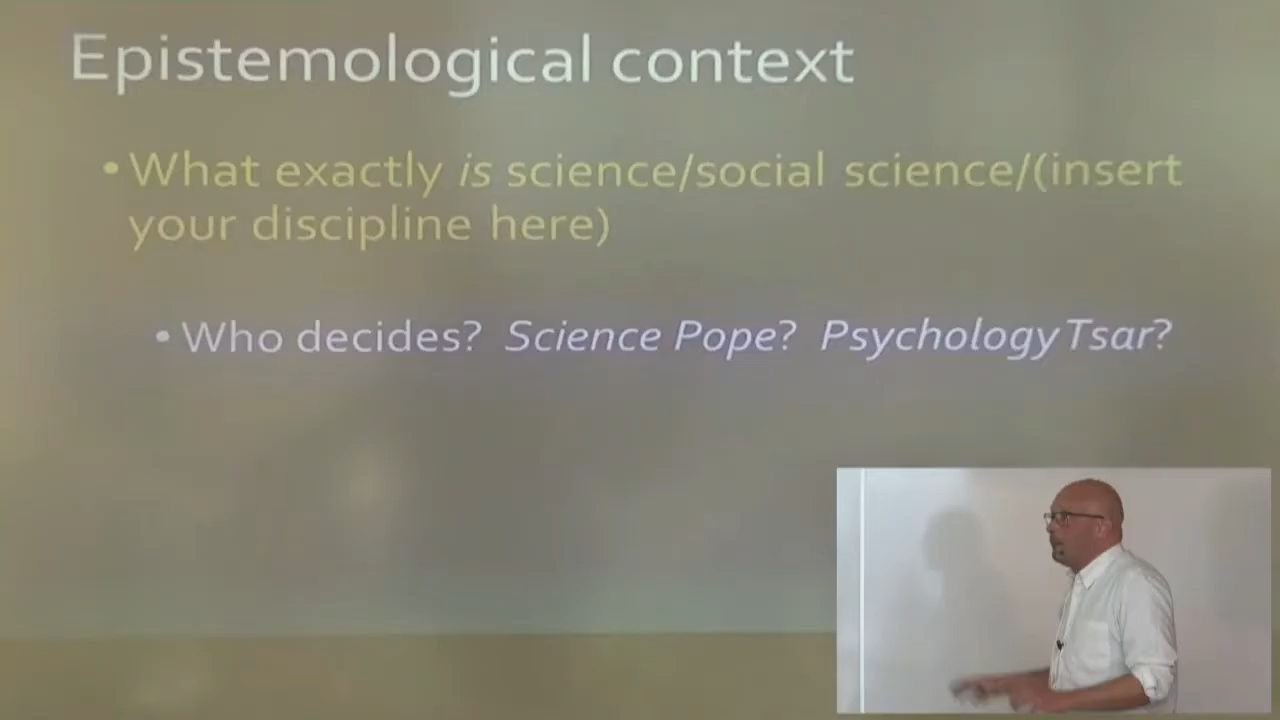 Epistemological context
• What exactly is science/social science/(insert
your discipline here)
• Who decides? Science Pope? Psychology Tsar?